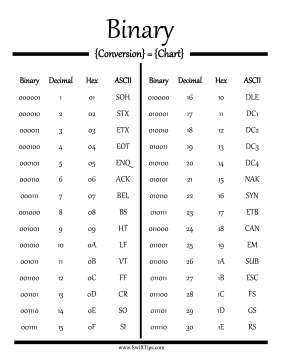 Binary
{Conversion} = {Chart}
Binary Decimal Hex ASCII Binary Decimal Hex ASCII
000001 1 01 SOH 010000 16 10 DLE
000010 2 02 STX 010001 17 11 DC1
000011 3 03 ETX 010010 18 12 DC2
000100 4 04 EOT 010011 19 13 DC3
000101 5 05 ENQ 010100 20 14 DC4
000110 6 06 ACK 010101 21 15 NAK
000111 7 07 BEL 010110 22 16 SYN
001000 8 08 BS 010111 23 17 ETB
001001 9 09 HT 011000 24 18 CAN
001010 10 0A LF 011001 25 19 EM
001011 11 0B VT 011010 26 1A SUB
001100 12 0C FF 011011 27 1B ESC
001101 13 0D CR 011100 28 1C FS
001110 14 0E SO 011101 29 1D GS
001111 15 0F SI 011110 30 1E RS
www.SwiftTips.com